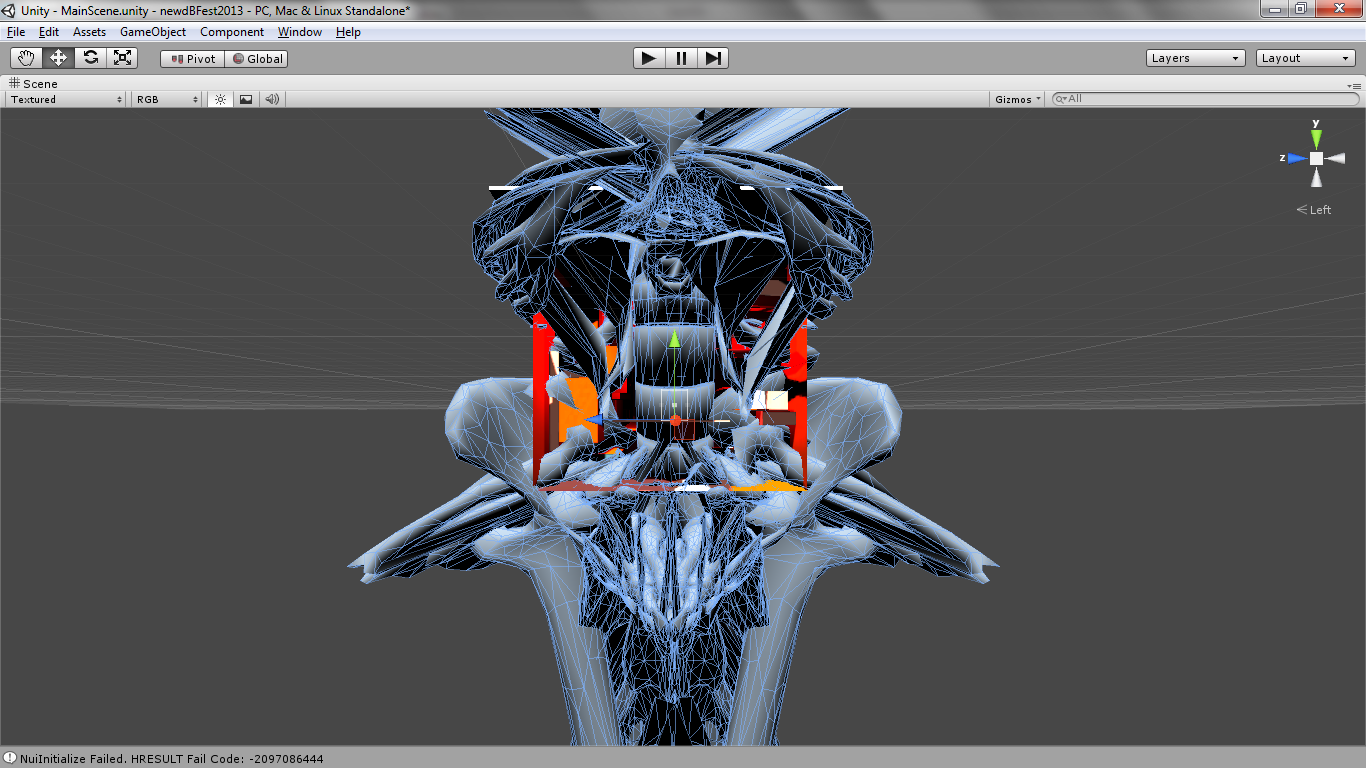 Unity - MainScene.unity - newdBFest2013 - PC, Mac & Linux Standalone*
File Edit Assets GameObject Component Window Help
Pivot Global Layers Layout
Scene
Textured RGB Gizmos All
y
z
Left
NuiInitialize Failed. HRESULT Fail Code: -2097086444